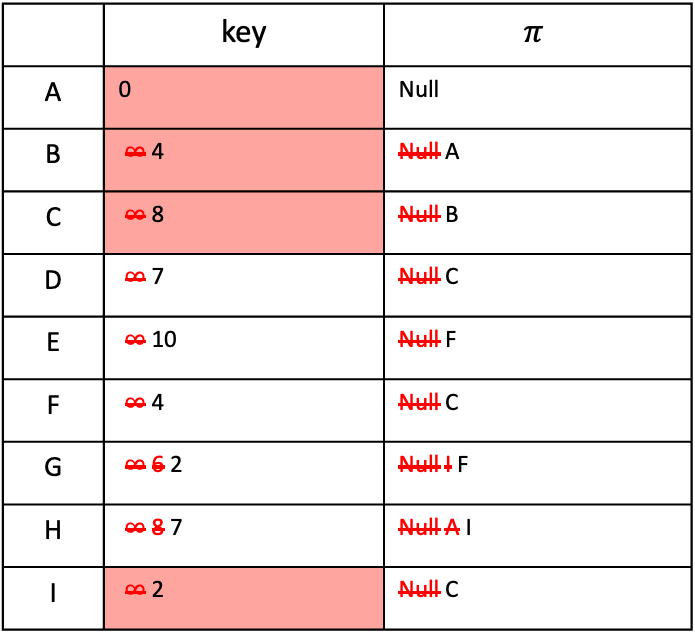 key π
A 0 Null
B ∞ 4 Null A
C ∞ 8 Null B
D ∞ 7 Null C
E ∞ 10 Null F
F ∞ 4 Null C
G ∞ 6 2 Null I F
H ∞ 8 7 Null A I
I ∞ 2 Null C